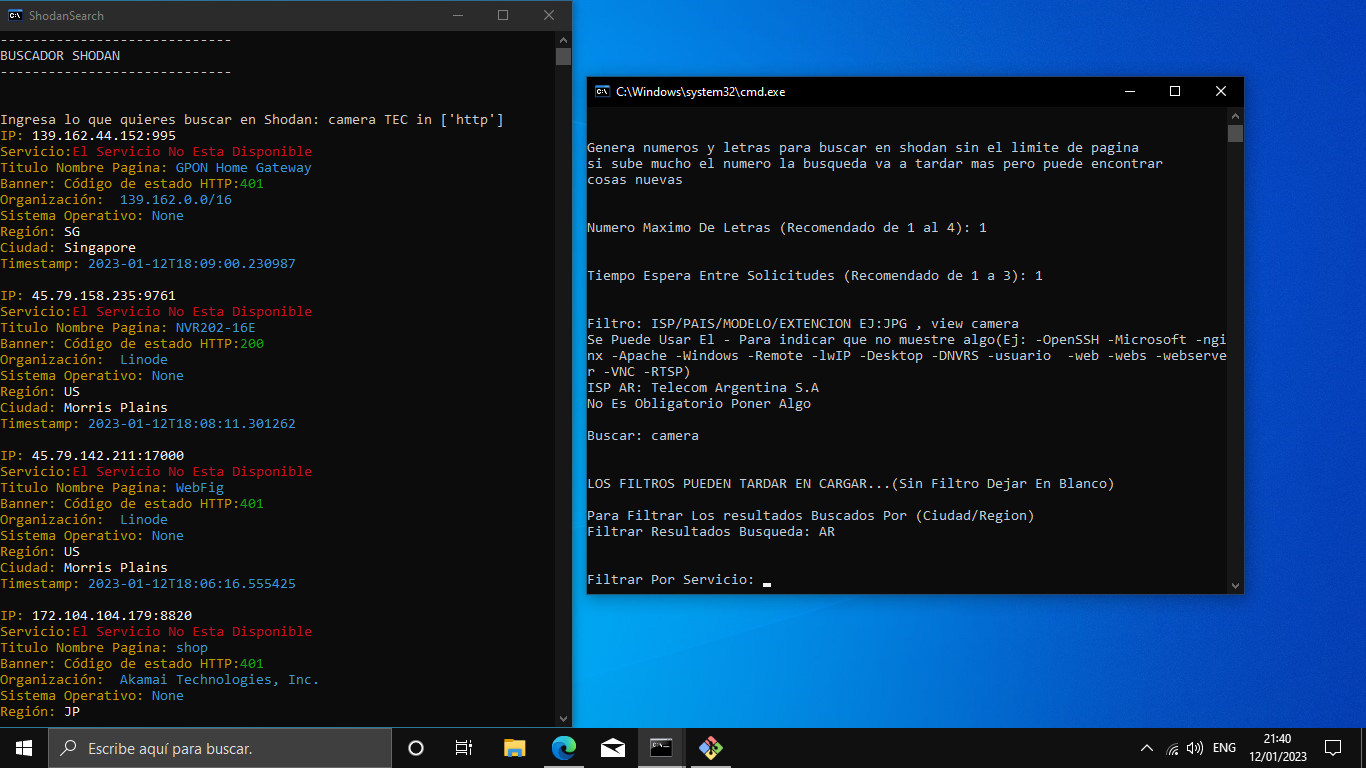 ShodanSearch
-----------------------------
BUSCADOR SHODAN
-----------------------------
Ingresa lo que quieres buscar en Shodan: camera TEC in ['http']
IP: 139.162.44.152:995
Servicio:El Servicio No Esta Disponible
Titulo Nombre Pagina: GPON Home Gateway
Banner: Código de estado HTTP:401
Organización:  139.162.0.0/16
Sistema Operativo: None
Región: SG
Ciudad: Singapore
Timestamp: 2023-01-12T18:09:00.230987
IP: 45.79.158.235:9761
Servicio:El Servicio No Esta Disponible
Titulo Nombre Pagina: NVR202-16E
Banner: Código de estado HTTP:200
Organización:  Linode
Sistema Operativo: None
Región: US
Ciudad: Morris Plains
Timestamp: 2023-01-12T18:08:11.301262
IP: 45.79.142.211:17000
Servicio:El Servicio No Esta Disponible
Titulo Nombre Pagina: WebFig
Banner: Código de estado HTTP:401
Organización:  Linode
Sistema Operativo: None
Región: US
Ciudad: Morris Plains
Timestamp: 2023-01-12T18:06:16.555425
IP: 172.104.104.179:8820
Servicio:El Servicio No Esta Disponible
Titulo Nombre Pagina: shop
Banner: Código de estado HTTP:401
Organización:  Akamai Technologies, Inc.
Sistema Operativo: None
Región: JP
C:\Windows\system32\cmd.exe
Genera numeros y letras para buscar en shodan sin el limite de pagina
si sube mucho el numero la busqueda va a tardar mas pero puede encontrar
cosas nuevas
Numero Maximo De Letras (Recomendado de 1 al 4): 1
Tiempo Espera Entre Solicitudes (Recomendado de 1 a 3): 1
Filtro: ISP/PAIS/MODELO/EXTENCION EJ:JPG , view camera
Se Puede Usar El - Para indicar que no muestre algo(Ej: -OpenSSH -Microsoft -ngi
nx -Apache -Windows -Remote -lwIP -Desktop -DNVRS -usuario  -web -webs -webserve
r -VNC -RTSP)
ISP AR: Telecom Argentina S.A
No Es Obligatorio Poner Algo
Buscar: camera
LOS FILTROS PUEDEN TARDAR EN CARGAR...(Sin Filtro Dejar En Blanco)
Para Filtrar Los resultados Buscados Por (Ciudad/Region)
Filtrar Resultados Busqueda: AR
Filtrar Por Servicio:
Escribe aquí para buscar.
ENG
21:40
12/01/2023